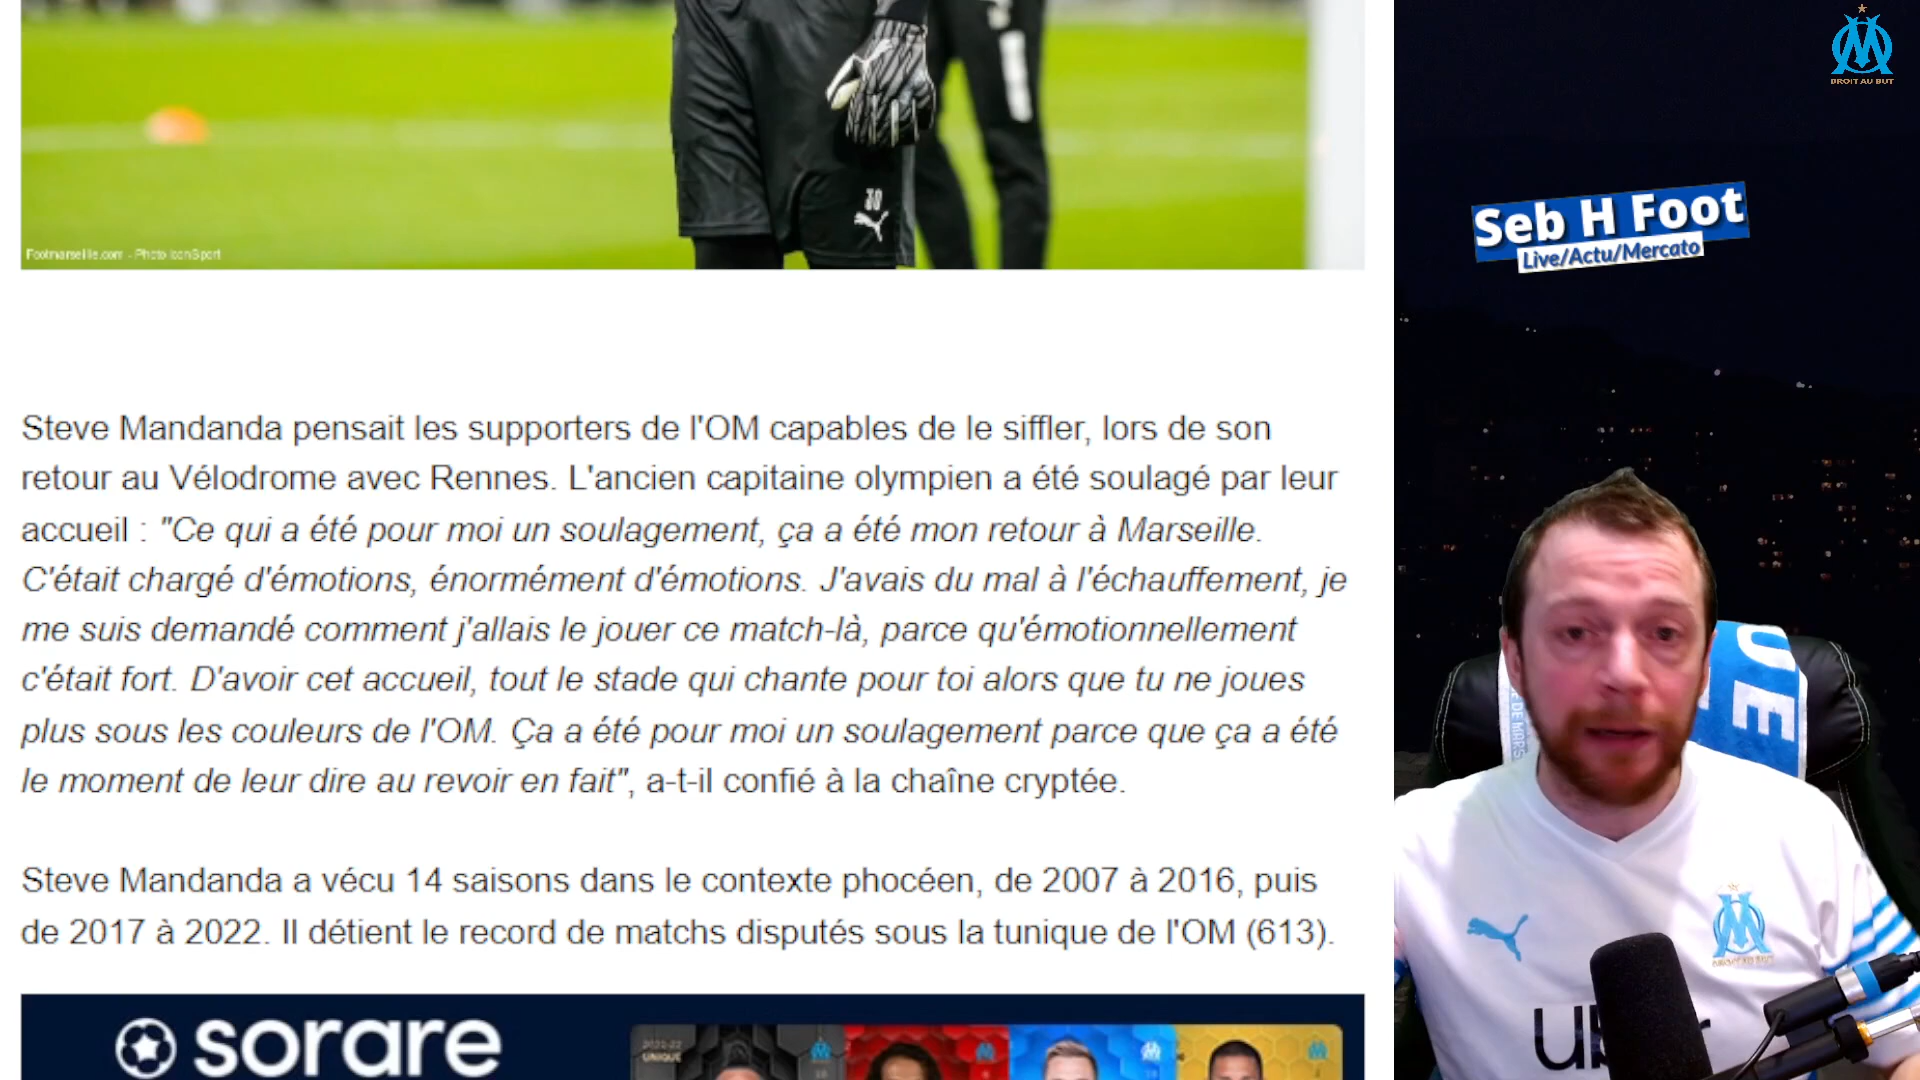 DROIT AU BUT
Seb H Foot
Live/Actu/Mercato
30
Footmarseille.com - Photo IconSport
Steve Mandanda pensait les supporters de l'OM capables de le siffler, lors de son
retour au Vélodrome avec Rennes. L'ancien capitaine olympien a été soulagé par leur
accueil : "Ce qui a été pour moi un soulagement, ça a été mon retour à Marseille.
C'était chargé d'émotions, énormément d'émotions. J'avais du mal à l'échauffement, je
me suis demandé comment j'allais le jouer ce match-là, parce qu'émotionnellement
c'était fort. D'avoir cet accueil, tout le stade qui chante pour toi alors que tu ne joues
plus sous les couleurs de l'OM. Ça a été pour moi un soulagement parce que ça a été
le moment de leur dire au revoir en fait", a-t-il confié à la chaîne cryptée.
Steve Mandanda a vécu 14 saisons dans le contexte phocéen, de 2007 à 2016, puis
de 2017 à 2022. Il détient le record de matchs disputés sous la tunique de l'OM (613).
sorare
2021-22
UNIQUE
DE MARS
UE